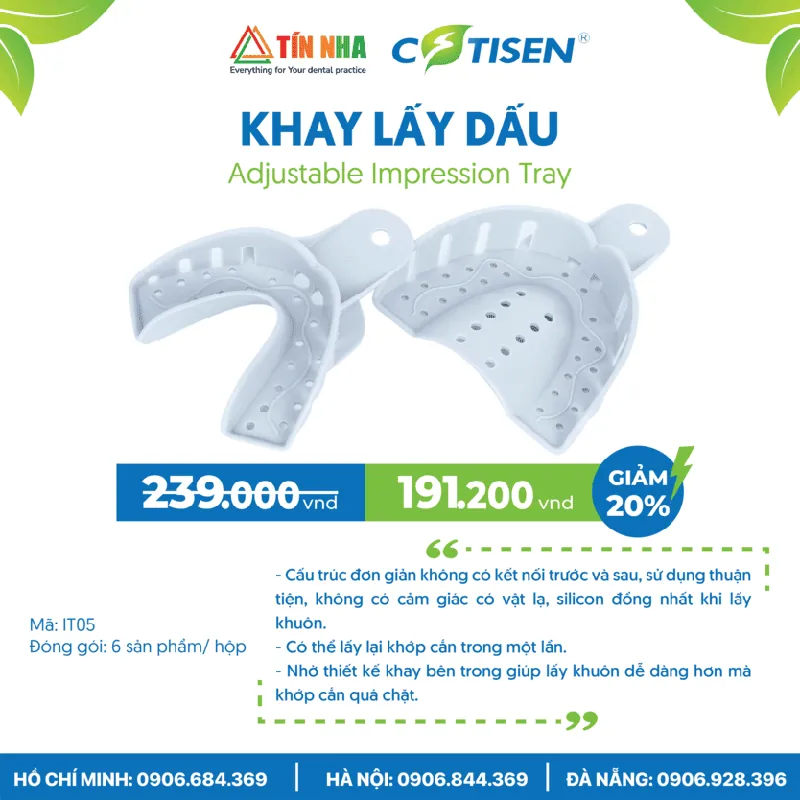 TÍN NHA
Everything for Your dental practice
COTISEN®
KHAY LẤY DẤU
Adjustable Impression Tray
239.000 vnd
191.200 vnd
GIẢM
20%
- Cấu trúc đơn giản không có kết nối trước và sau, sử dụng thuận
tiện, không có cảm giác có vật lạ, silicon đồng nhất khi lấy
khuôn.
- Có thể lấy lại khớp cắn trong một lần.
- Nhờ thiết kế khay bên trong giúp lấy khuôn dễ dàng hơn mà
khớp cắn quá chặt.
Mã: IT05
Đóng gói: 6 sản phẩm/ hộp
HỒ CHÍ MINH: 0906.684.369 | HÀ NỘI: 0906.844.369 | ĐÀ NẴNG: 0906.928.396